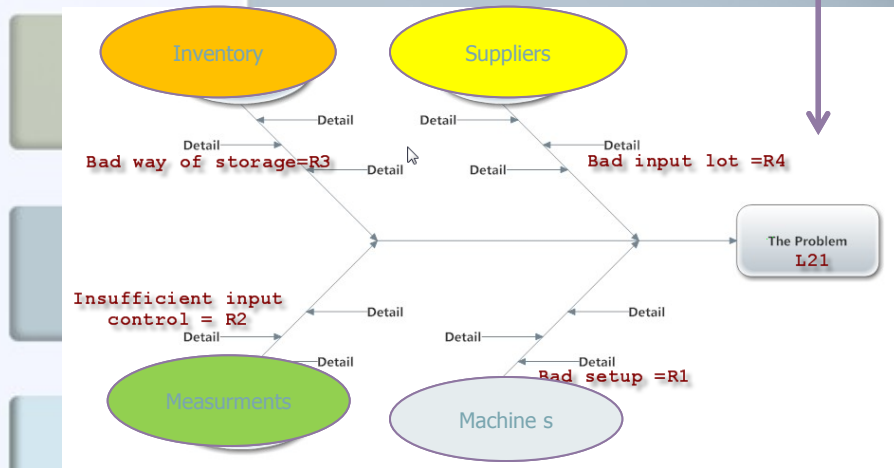 Inventory
Suppliers
Detail
Detail
Detail
Detail
Bad way of storage=R3
Bad input lot =R4
Detail
Detail
The Problem
L21
Insufficient input
control = R2
Detail
Detail
Detail
Detail
Detail
Detail
Bad setup =R1
Measurments
Machine s